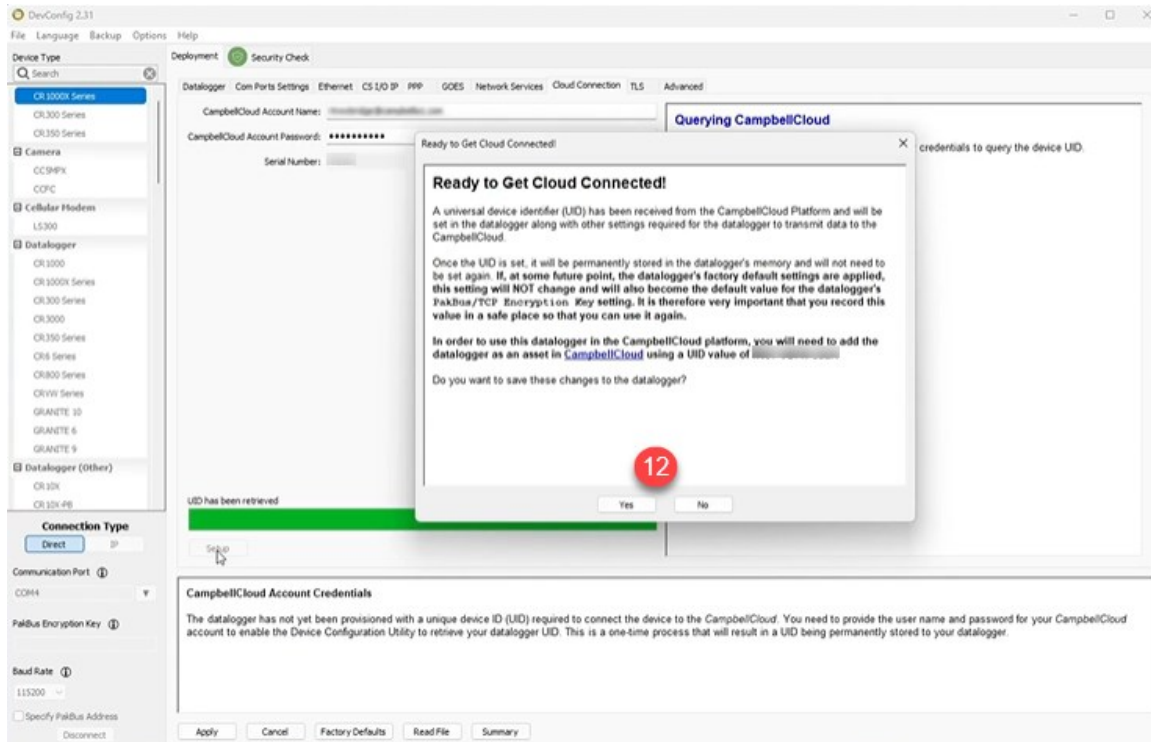 DevConfig 2.31
File Language Backup Options Help
Device Type
Search
CR1000X Series
CR300 Series
CR350 Series
Camera
CC5MPX
CCFC
Cellular Modem
LS300
Datalogger
CR1000
CR1000X Series
CR300 Series
CR3000
CR350 Series
CR6 Series
CR800 Series
CRVW Series
GRANITE 10
GRANITE 6
GRANITE 9
Datalogger (Other)
CR10X
CR10X-PB
Connection Type
Direct IP
Communication Port
COM4
PakBus Encryption Key
Baud Rate
115200
Specify PakBus Address
Disconnect
Deployment Security Check
Datalogger Com Ports Settings Ethernet CS I/O IP PPP GOES Network Services Cloud Connection TLS Advanced
CampbellCloud Account Name:
CampbellCloud Account Password: ••••••••••
Serial Number:
UID has been retrieved
Setup
Querying CampbellCloud
credentials to query the device UID.
Ready to Get Cloud Connected!
Ready to Get Cloud Connected!
A universal device identifier (UID) has been received from the CampbellCloud Platform and will be
set in the datalogger along with other settings required for the datalogger to transmit data to the
CampbellCloud.
Once the UID is set, it will be permanently stored in the datalogger's memory and will not need to
be set again. If, at some future point, the datalogger's factory default settings are applied,
this setting will NOT change and will also become the default value for the datalogger's
PakBus/TCP Encryption Key setting. It is therefore very important that you record this
value in a safe place so that you can use it again.
In order to use this datalogger in the CampbellCloud platform, you will need to add the
datalogger as an asset in CampbellCloud using a UID value of
Do you want to save these changes to the datalogger?
12
Yes No
CampbellCloud Account Credentials
The datalogger has not yet been provisioned with a unique device ID (UID) required to connect the device to the CampbellCloud. You need to provide the user name and password for your CampbellCloud
account to enable the Device Configuration Utility to retrieve your datalogger UID. This is a one-time process that will result in a UID being permanently stored to your datalogger.
Apply Cancel Factory Defaults Read File Summary